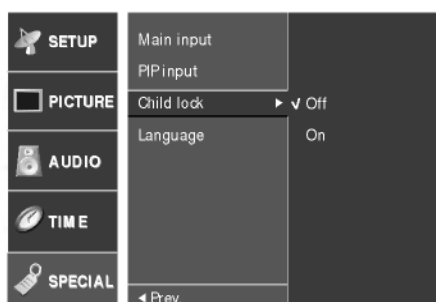 SETUP
PICTURE
AUDIO
TIME
SPECIAL
Main input
PIP input
Child lock ► √ Off
Language On
◄ Prev